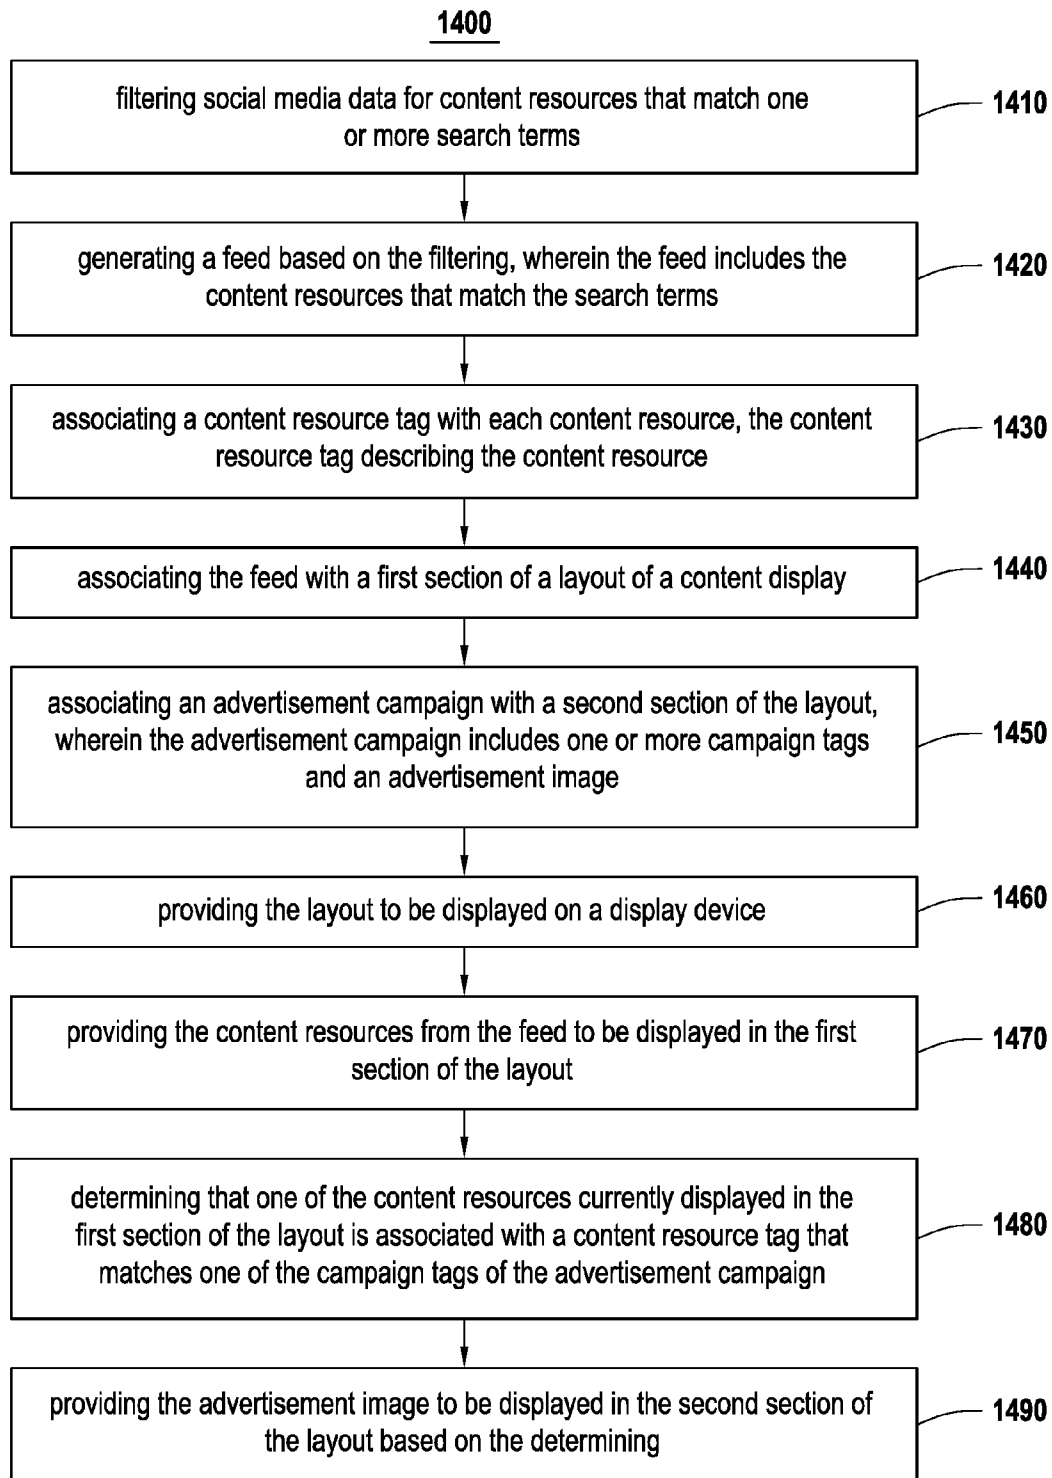 1400
filtering social media data for content resources that match one
or more search terms
1410
generating a feed based on the filtering, wherein the feed includes the
content resources that match the search terms
1420
associating a content resource tag with each content resource, the content
resource tag describing the content resource
1430
associating the feed with a first section of a layout of a content display
1440
associating an advertisement campaign with a second section of the layout,
wherein the advertisement campaign includes one or more campaign tags
and an advertisement image
1450
providing the layout to be displayed on a display device
1460
providing the content resources from the feed to be displayed in the first
section of the layout
1470
determining that one of the content resources currently displayed in the
first section of the layout is associated with a content resource tag that
matches one of the campaign tags of the advertisement campaign
1480
providing the advertisement image to be displayed in the second section of
the layout based on the determining
1490